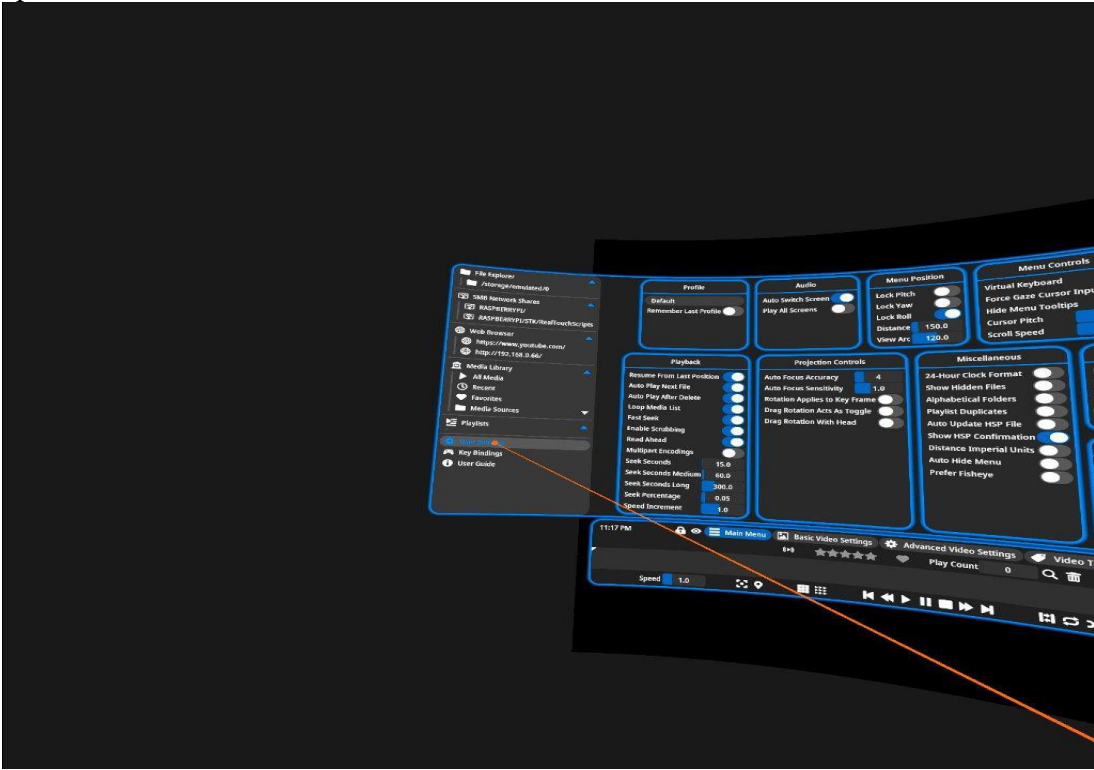 File Explorer
/storage/emulated/0
SMB Network Shares
RASPBERRYPI/
RASPBERRYPI/STK/RealTouchScripts
Web Browser
https://www.youtube.com/
http://192.168.0.66/
Media Library
All Media
Recent
Favorites
Media Sources
Playlists
Key Bindings
User Guide
Profile
Default
Remember Last Profile
Audio
Auto Switch Screen
Play All Screens
Menu Position
Lock Pitch
Lock Yaw
Lock Roll
Distance 150.0
View Arc 120.0
Menu Controls
Virtual Keyboard
Force Gaze Cursor Inpu
Hide Menu Tooltips
Cursor Pitch
Scroll Speed
Playback
Resume From Last Position
Auto Play Next File
Auto Play After Delete
Loop Media List
Fast Seek
Enable Scrubbing
Read Ahead
Multipart Encodings
Seek Seconds 15.0
Seek Seconds Medium 60.0
Seek Seconds Long 300.0
Seek Percentage 0.05
Speed Increment 1.0
Projection Controls
Auto Focus Accuracy 4
Auto Focus Sensitivity 1.0
Rotation Applies to Key Frame
Drag Rotation Acts As Toggle
Drag Rotation With Head
Miscellaneous
24-Hour Clock Format
Show Hidden Files
Alphabetical Folders
Playlist Duplicates
Auto Update HSP File
Show HSP Confirmation
Distance Imperial Units
Auto Hide Menu
Prefer Fisheye
11:17 PM Main Menu Basic Video Settings Advanced Video Settings Video T
Play Count 0
Speed 1.0